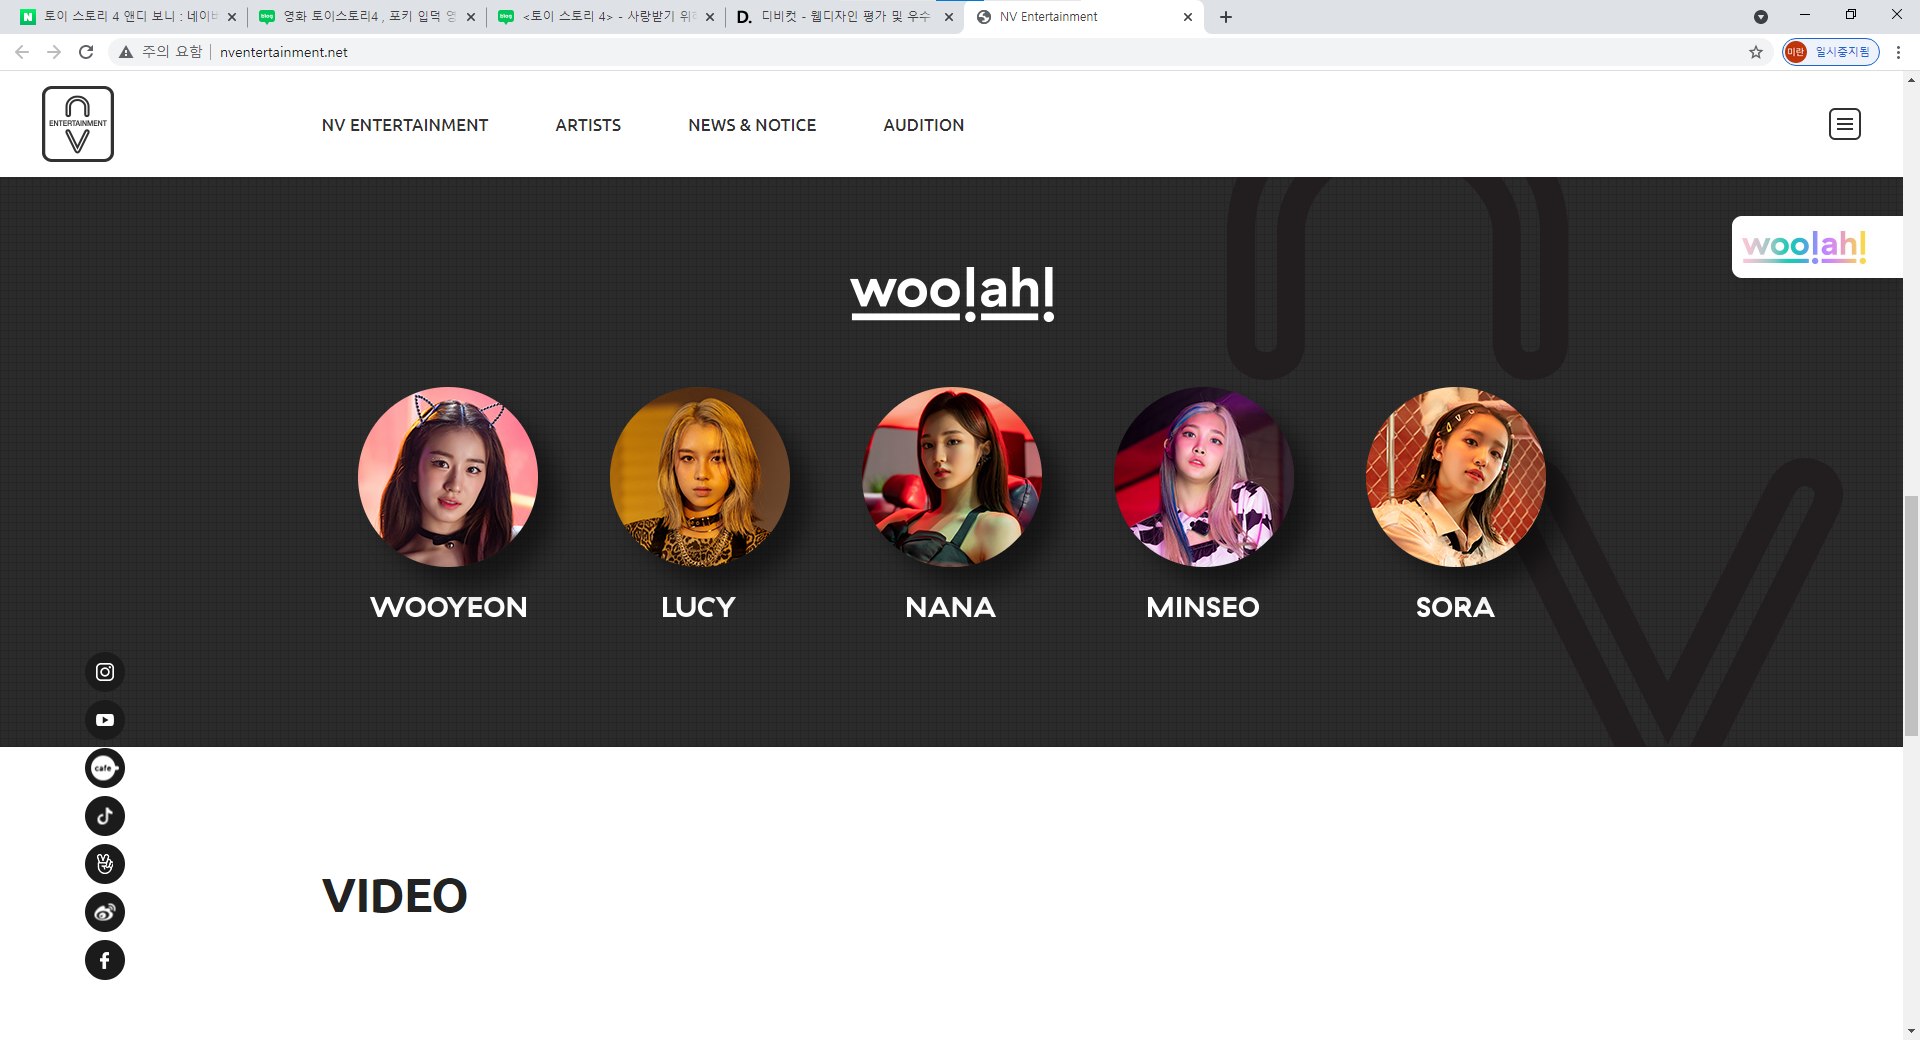 토이 스토리 4 앤디 보니 : 네이버
영화 토이스토리4 , 포키 입덕 영
<토이 스토리 4> - 사랑받기 위해
디비컷 - 웹디자인 평가 및 우수
NV Entertainment
주의 요함
nventertainment.net
미란
일시중지됨
ENTERTAINMENT
NV ENTERTAINMENT
ARTISTS
NEWS & NOTICE
AUDITION
woo!ah!
woo!ah!
WOOYEON
LUCY
NANA
MINSEO
SORA
cafe
VIDEO